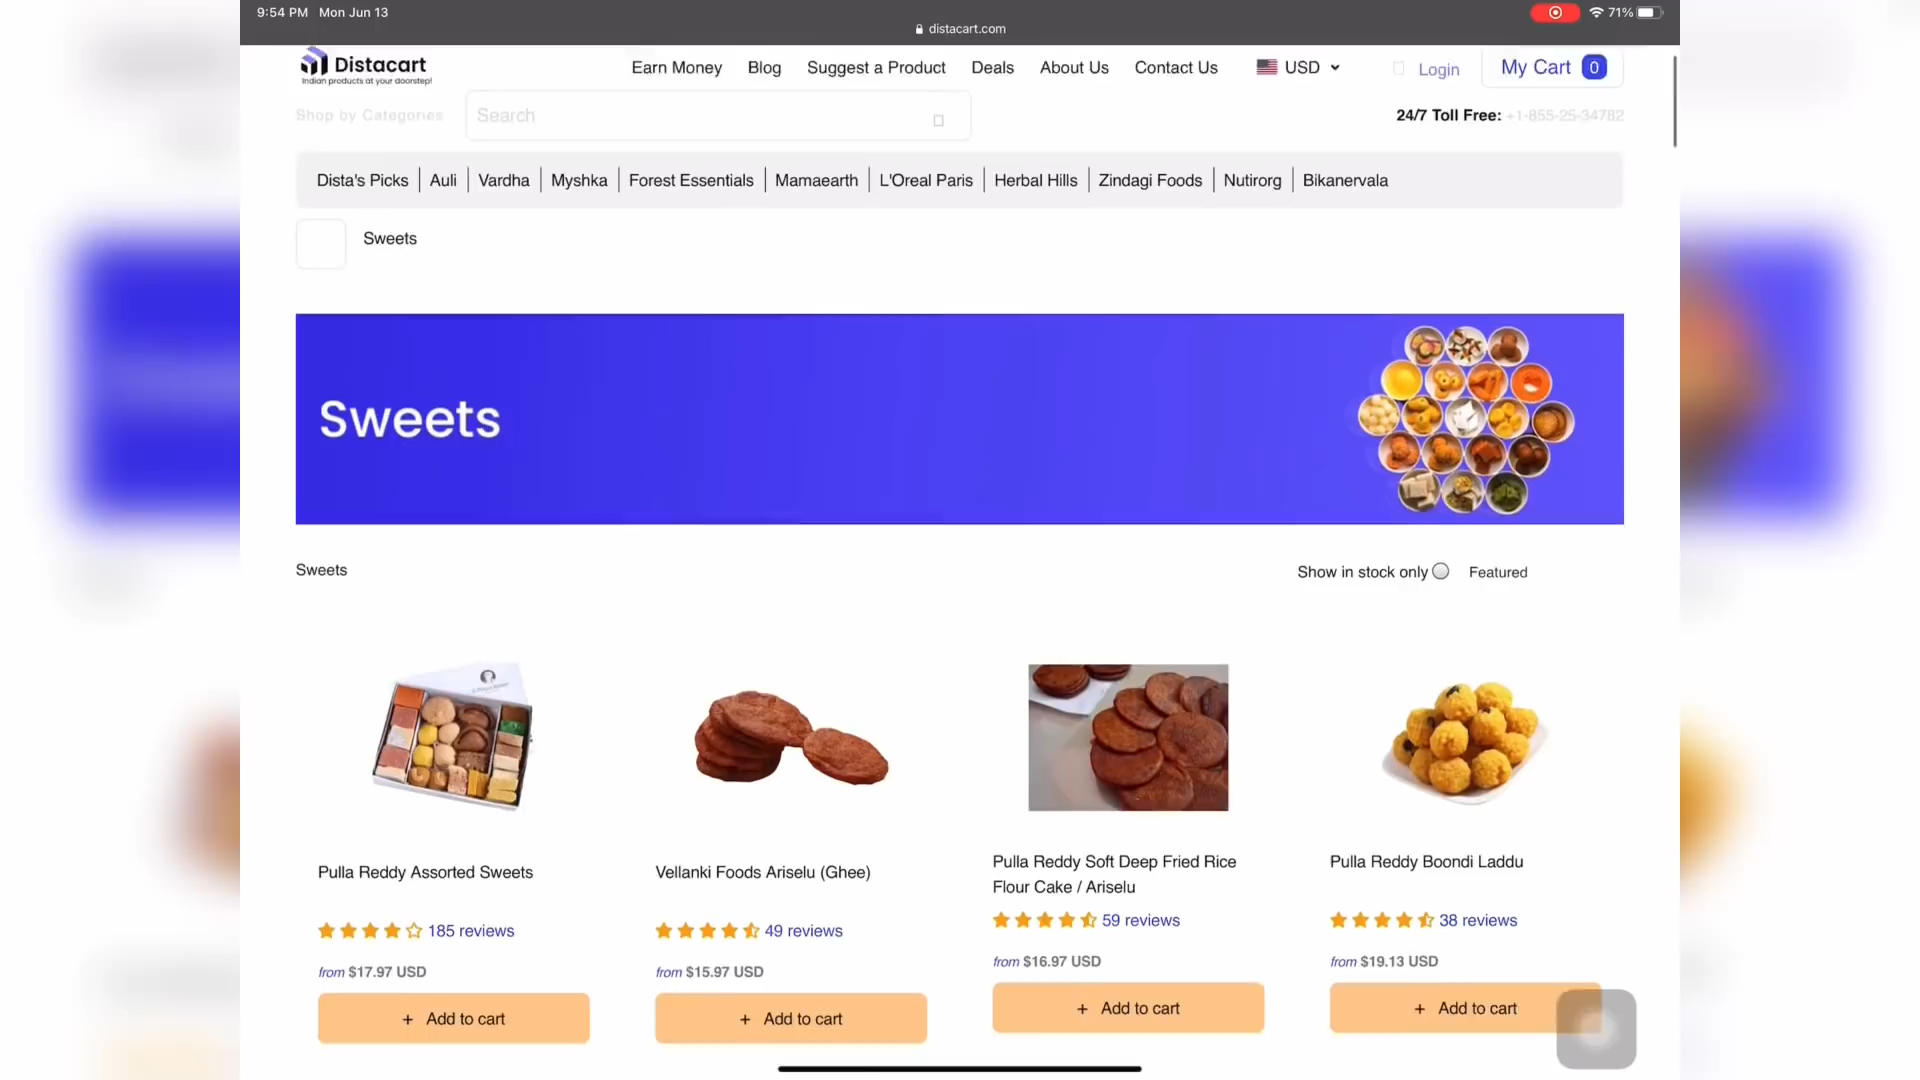 9:54 PM Mon Jun 13
71%
distacart.com
Distacart
Indian products at your doorstep!
Earn Money Blog Suggest a Product Deals About Us Contact Us USD Login My Cart 0
Shop by Categories Search 24/7 Toll Free: +1-855-25-34782
Dista's Picks Auli Vardha Myshka Forest Essentials Mamaearth L'Oreal Paris Herbal Hills Zindagi Foods Nutirorg Bikanervala
Sweets
Sweets
Sweets Show in stock only Featured
Pulla Reddy Assorted Sweets
185 reviews
from $17.97 USD
+ Add to cart
Vellanki Foods Ariselu (Ghee)
49 reviews
from $15.97 USD
+ Add to cart
Pulla Reddy Soft Deep Fried Rice
Flour Cake / Ariselu
59 reviews
from $16.97 USD
+ Add to cart
Pulla Reddy Boondi Laddu
38 reviews
from $19.13 USD
+ Add to cart